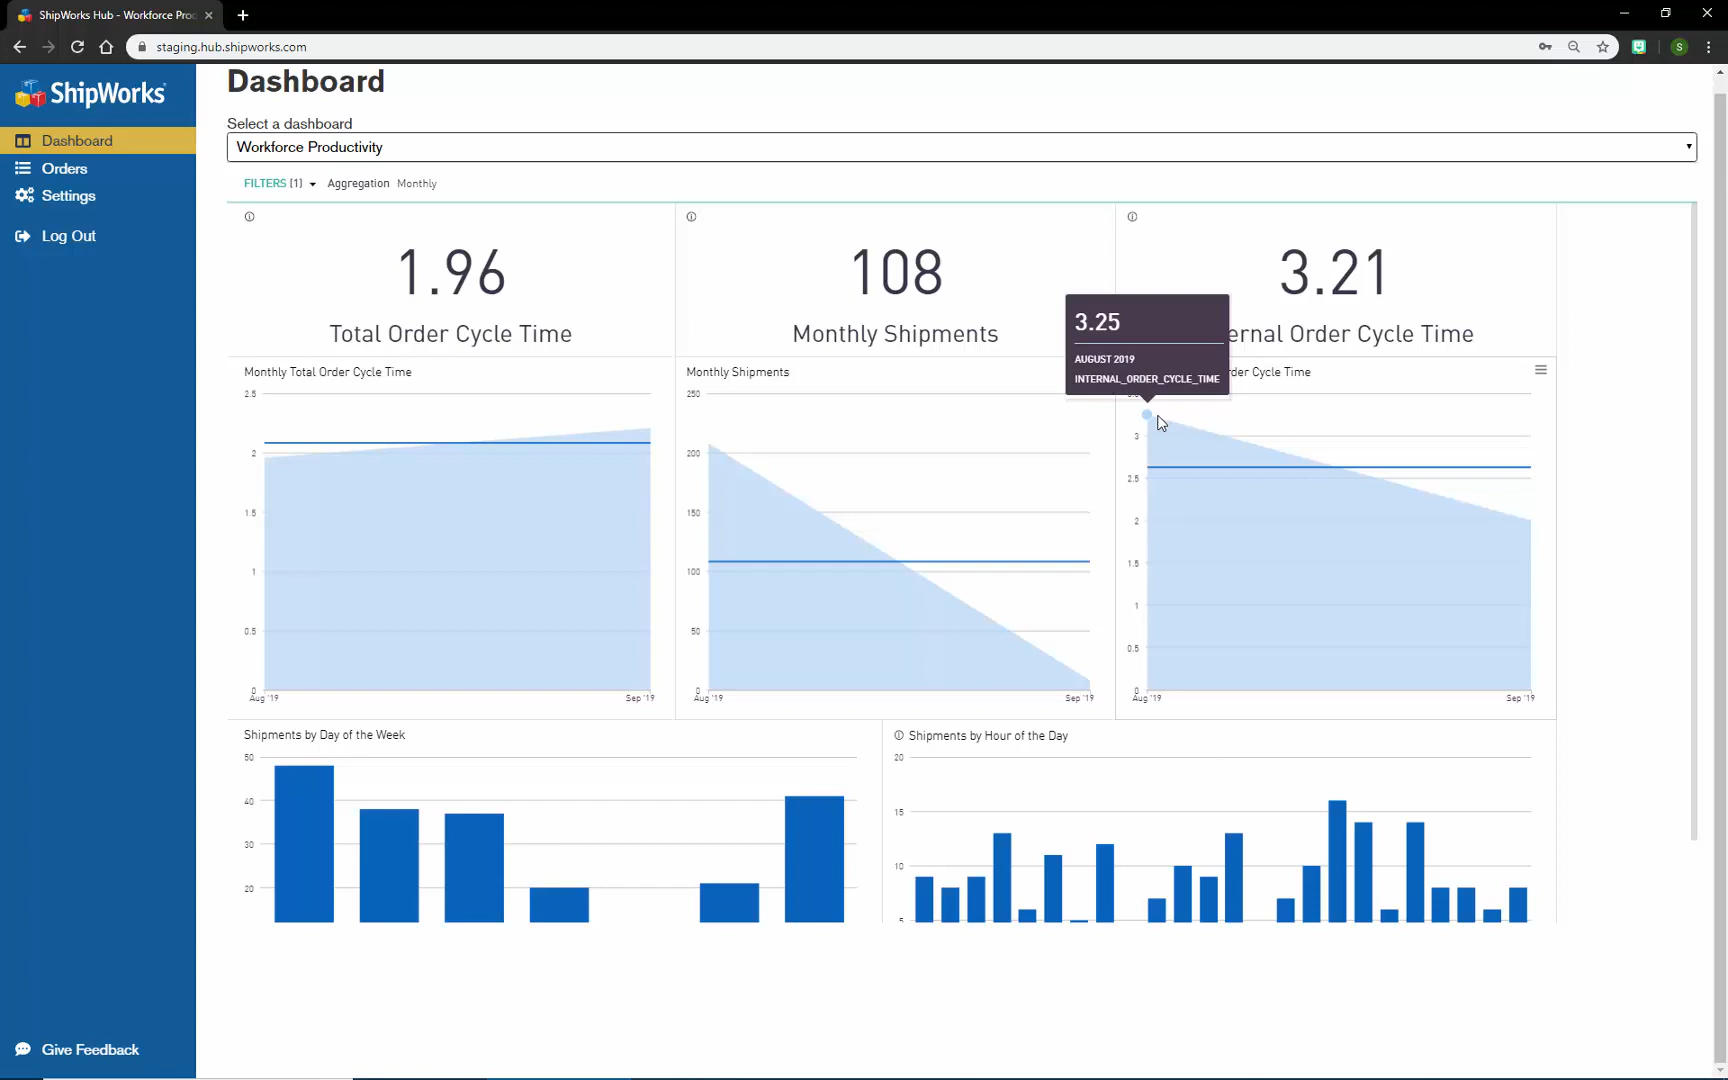 ShipWorks Hub - Workforce Pro
staging.hub.shipworks.com
S
ShipWorks
Dashboard
Orders
Settings
Log Out
Give Feedback
Dashboard
Select a dashboard
Workforce Productivity
FILTERS [1] Aggregation Monthly
1.96
Total Order Cycle Time
108
Monthly Shipments
3.21
ernal Order Cycle Time
3.25
AUGUST 2019
INTERNAL_ORDER_CYCLE_TIME
Monthly Total Order Cycle Time
2.5
2
1.5
1
0.5
0
Aug '19 Sep '19
Monthly Shipments
250
200
150
100
50
0
Aug '19 Sep '19
der Cycle Time
3
2.5
2
1.5
1
0.5
0
Aug '19 Sep '19
Shipments by Day of the Week
50
40
30
20
Shipments by Hour of the Day
20
15
10
5